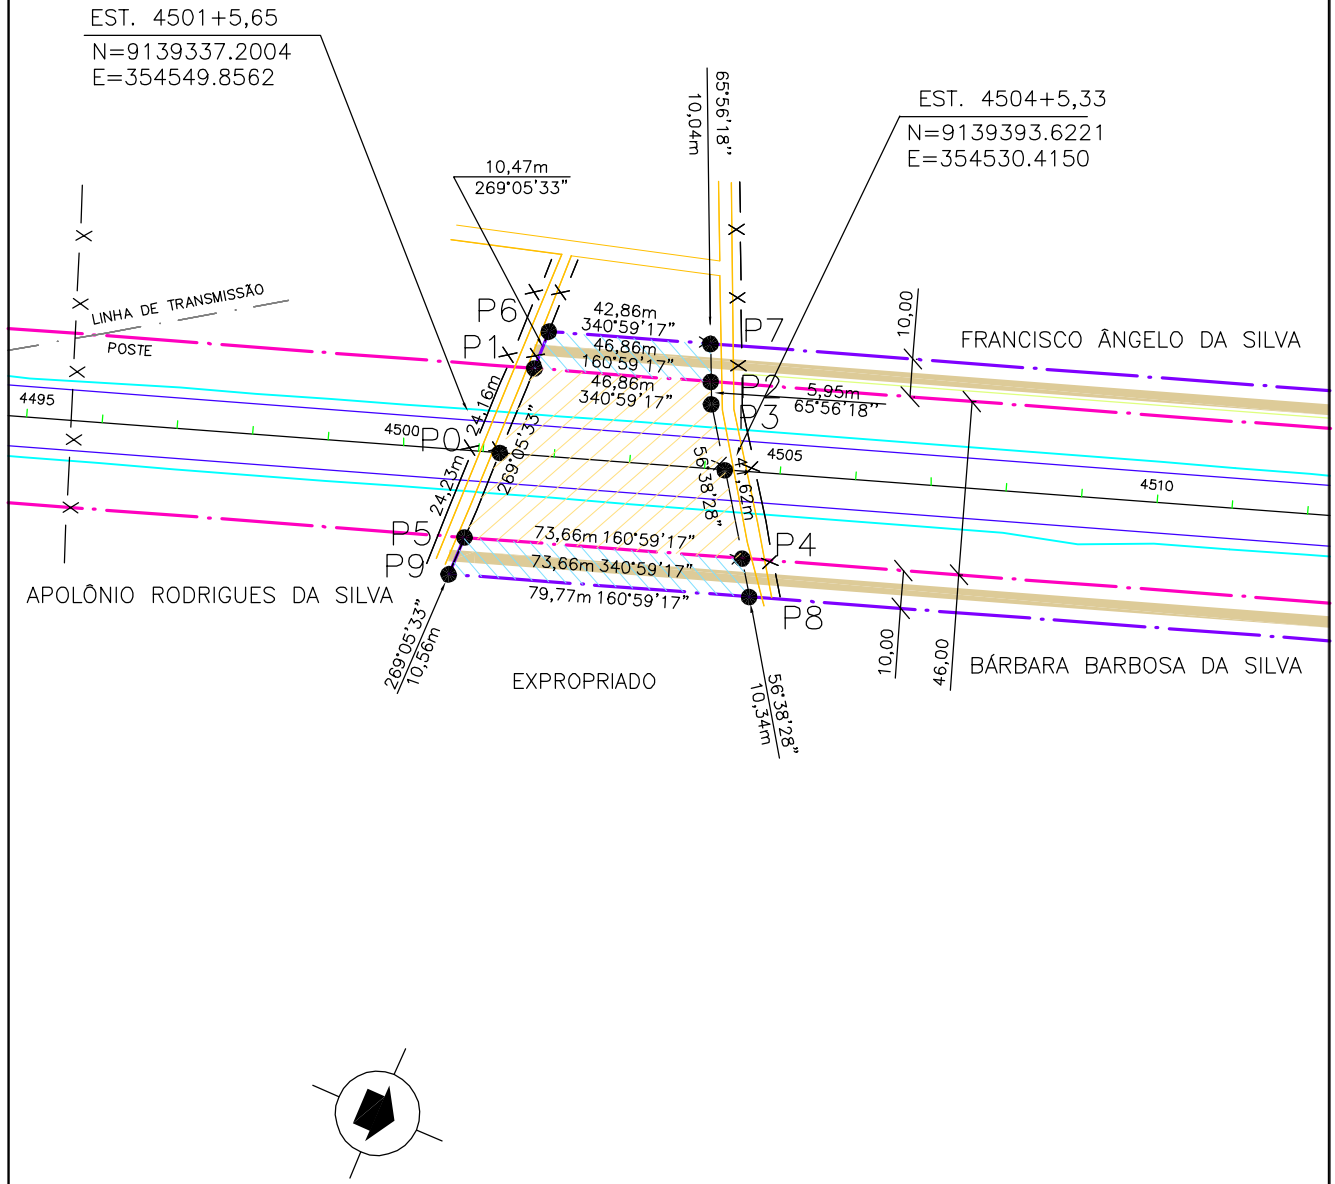 EST. 4501+5,65
N=9139337.2004
E=354549.8562
65°56'18"
10,04m
EST. 4504+5,33
N=9139393.6221
E=354530.4150
10,47m
269°05'33"
LINHA DE TRANSMISSÃO
POSTE
P6
42,86m
340°59'17"
P7
10,00
FRANCISCO ÂNGELO DA SILVA
P1
46,86m
160°59'17"
46,86m
340°59'17"
P2
5,95m
65°56'18"
P3
4495
4500
P0
24,16m
269°05'33"
24,23m
4505
4510
41,62m
56°38'28"
P5
73,66m 160°59'17"
P4
P9
73,66m 340°59'17"
79,77m 160°59'17"
P8
APOLÔNIO RODRIGUES DA SILVA
269°05'33"
10,56m
EXPROPRIADO
56°38'28"
10,34m
10,00
46,00
BÁRBARA BARBOSA DA SILVA